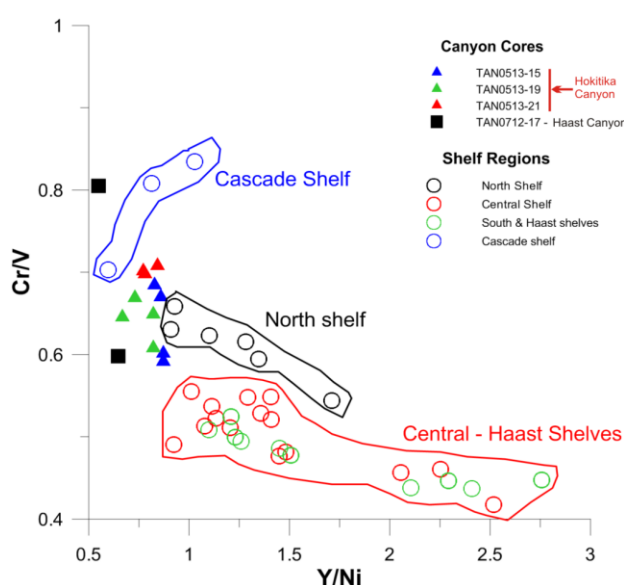 1
0.8
0.6
0.4
Cr/V
0.5
1
1.5
2
2.5
3
Y/Ni
Canyon Cores
TAN0513-15
TAN0513-19
TAN0513-21
Hokitika
Canyon
TAN0712-17 - Haast Canyon
Shelf Regions
North Shelf
Central Shelf
South & Haast shelves
Cascade shelf
Cascade Shelf
North shelf
Central - Haast Shelves